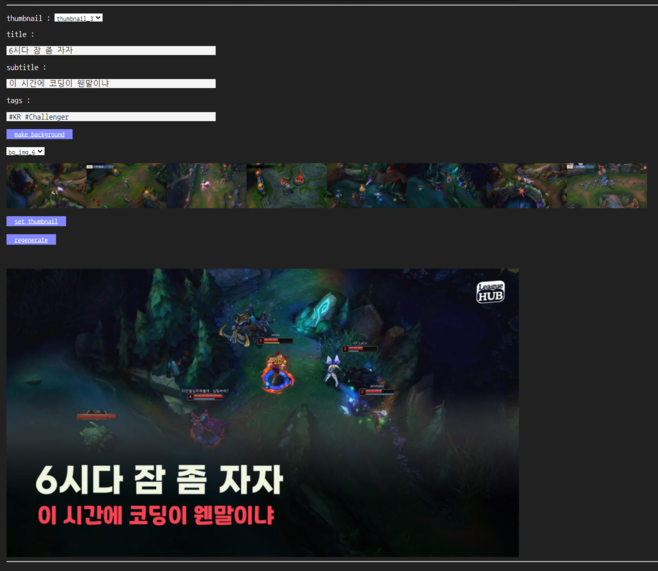 thumbnail : thumbnail_3
title :
6시다 잠 좀 자자
subtitle :
이 시간에 코딩이 웬말이냐
tags :
#KR #Challenger
make background
bg_img_6
set thumbnail
regenerate
League
HUB
6시다 잠 좀 자자
이 시간에 코딩이 웬말이냐